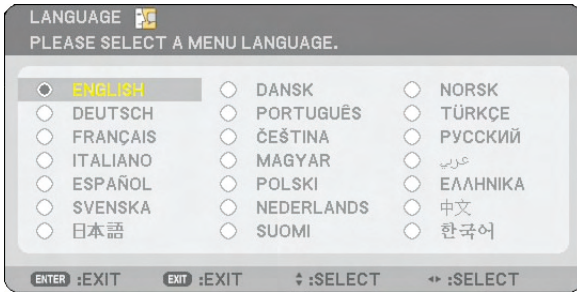 LANGUAGE
PLEASE SELECT A MENU LANGUAGE.
ENGLISH DANSK NORSK
DEUTSCH PORTUGUÊS TÜRKÇE
FRANÇAIS ČEŠTINA РУССКИЙ
ITALIANO MAGYAR عربي
ESPAÑOL POLSKI ΕΛΛΗΝΙΚΑ
SVENSKA NEDERLANDS 中文
日本語 SUOMI 한국어
ENTER :EXIT EXIT :EXIT :SELECT :SELECT